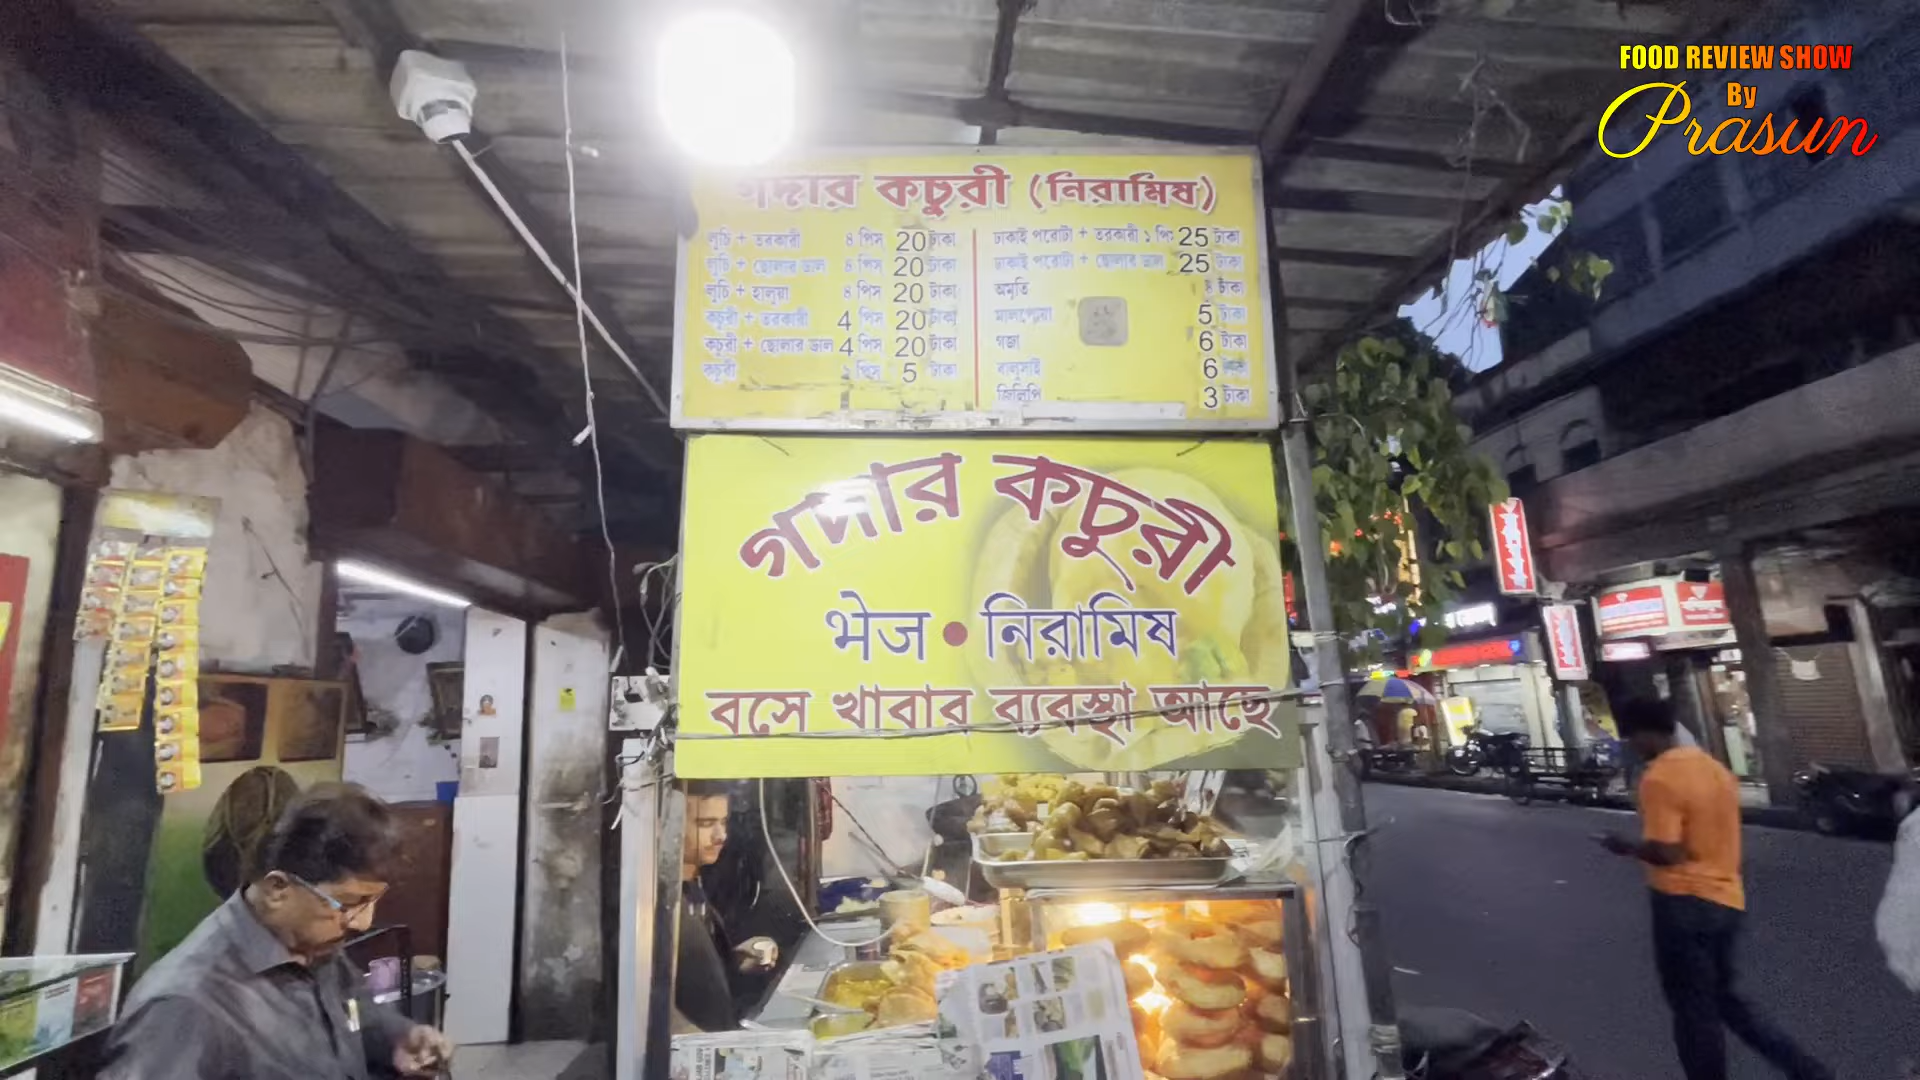 FOOD REVIEW SHOW
By
Prasun
গদার কচুরী (নিরামিষ)
লুচি + তরকারী ৪ পিস 20 টাকা
লুচি + ছোলার ডাল ৪ পিস 20 টাকা
লুচি + হালুয়া ৪ পিস 20 টাকা
কচুরী + তরকারী 4 পিস 20 টাকা
কচুরী + ছোলার ডাল 4 পিস 20 টাকা
কচুরী ১ পিস 5 টাকা
ঢাকাই পরোটা + তরকারী ১ পিঃ 25 টাকা
ঢাকাই পরোটা + ছোলার ডাল 25 টাকা
অমৃতি টাকা
মালপোয়া 5 টাকা
গজা 6 টাকা
বালুসাই 6 টাকা
জিলিপি 3 টাকা
গদার কচুরী
ভেজ • নিরামিষ
বসে খাবার ব্যবস্থা আছে